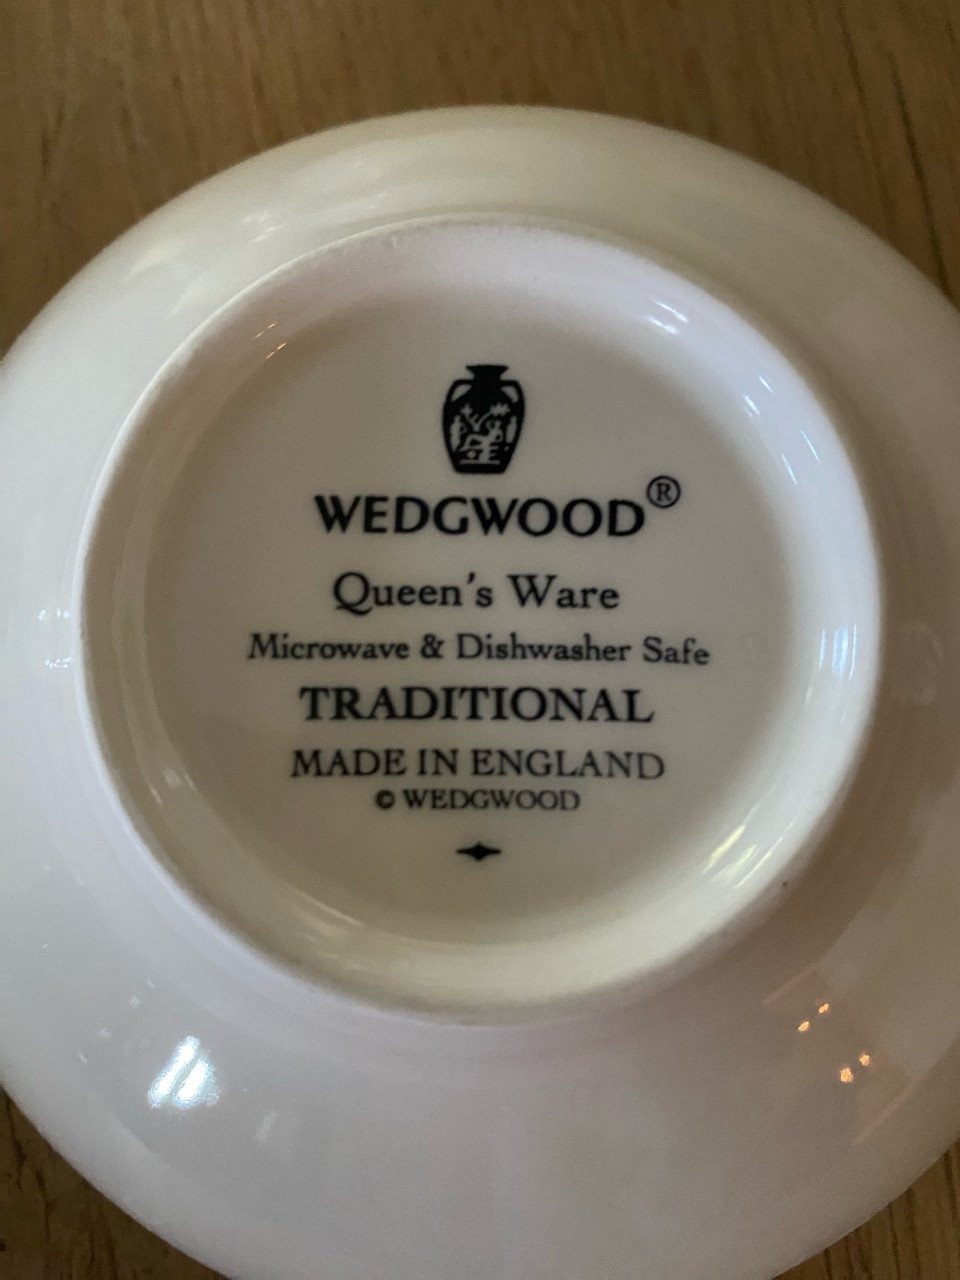 WEDGWOOD®
Queen's Ware
Microwave & Dishwasher Safe
TRADITIONAL
MADE IN ENGLAND
© WEDGWOOD